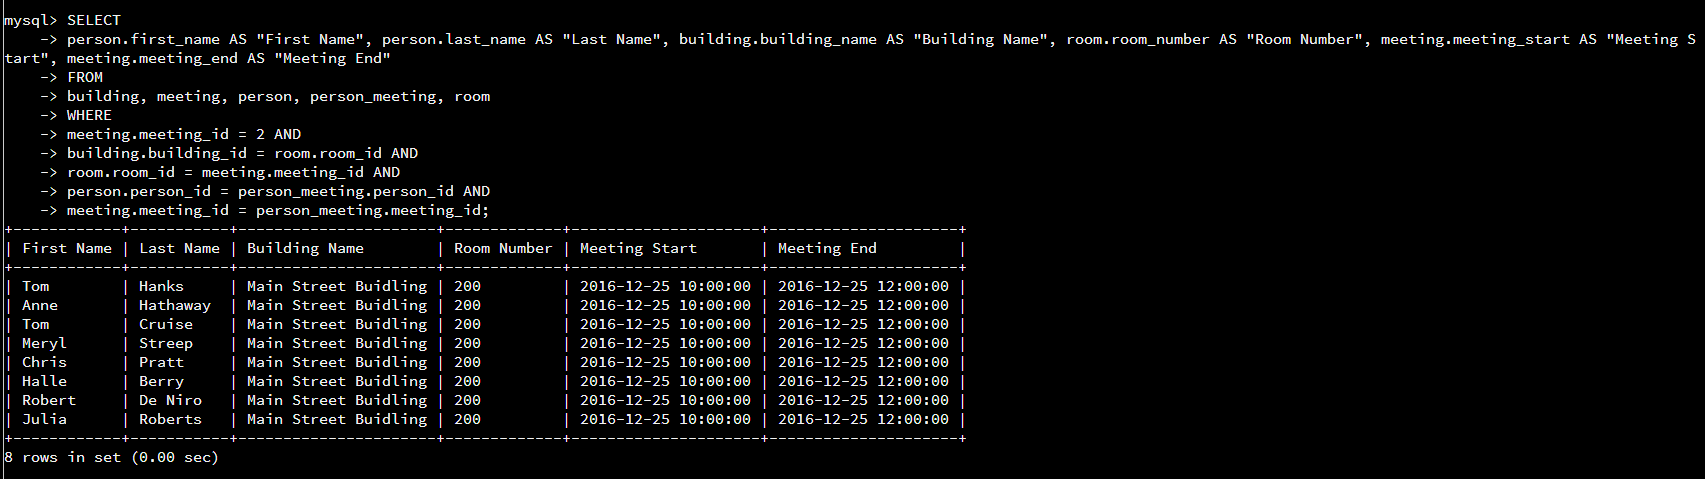 mysql> SELECT
    -> person.first_name AS "First Name", person.last_name AS "Last Name", building.building_name AS "Building Name", room.room_number AS "Room Number", meeting.meeting_start AS "Meeting S
tart", meeting.meeting_end AS "Meeting End"
    -> FROM
    -> building, meeting, person, person_meeting, room
    -> WHERE
    -> meeting.meeting_id = 2 AND
    -> building.building_id = room.room_id AND
    -> room.room_id = meeting.meeting_id AND
    -> person.person_id = person_meeting.person_id AND
    -> meeting.meeting_id = person_meeting.meeting_id;
+------------+-----------+----------------------+-------------+---------------------+---------------------+
| First Name | Last Name | Building Name        | Room Number | Meeting Start       | Meeting End         |
+------------+-----------+----------------------+-------------+---------------------+---------------------+
| Tom        | Hanks     | Main Street Buidling | 200         | 2016-12-25 10:00:00 | 2016-12-25 12:00:00 |
| Anne       | Hathaway  | Main Street Buidling | 200         | 2016-12-25 10:00:00 | 2016-12-25 12:00:00 |
| Tom        | Cruise    | Main Street Buidling | 200         | 2016-12-25 10:00:00 | 2016-12-25 12:00:00 |
| Meryl      | Streep    | Main Street Buidling | 200         | 2016-12-25 10:00:00 | 2016-12-25 12:00:00 |
| Chris      | Pratt     | Main Street Buidling | 200         | 2016-12-25 10:00:00 | 2016-12-25 12:00:00 |
| Halle      | Berry     | Main Street Buidling | 200         | 2016-12-25 10:00:00 | 2016-12-25 12:00:00 |
| Robert     | De Niro   | Main Street Buidling | 200         | 2016-12-25 10:00:00 | 2016-12-25 12:00:00 |
| Julia      | Roberts   | Main Street Buidling | 200         | 2016-12-25 10:00:00 | 2016-12-25 12:00:00 |
+------------+-----------+----------------------+-------------+---------------------+---------------------+
8 rows in set (0.00 sec)